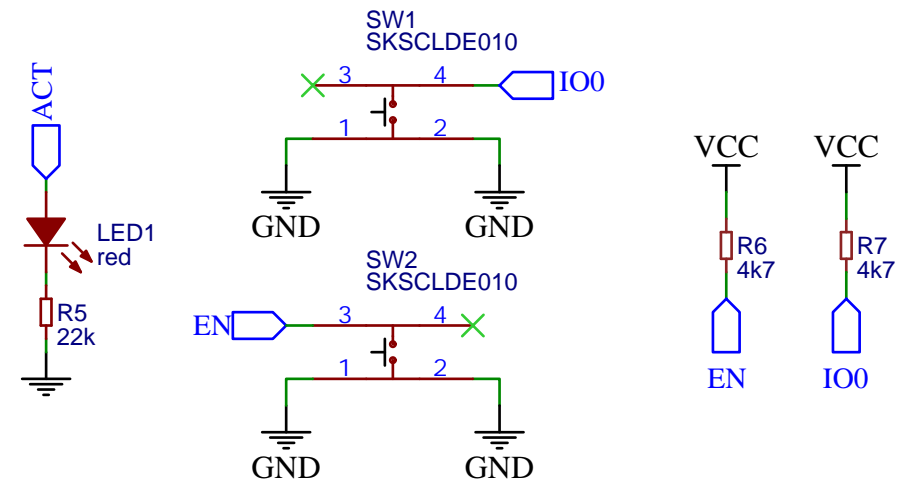 ACT
LED1
red
R5
22k
SW1
SKSCLDE010
3 4
IO0
1 2
GND GND
SW2
SKSCLDE010
EN
3 4
1 2
GND GND
VCC VCC
R6 R7
4k7 4k7
EN IO0